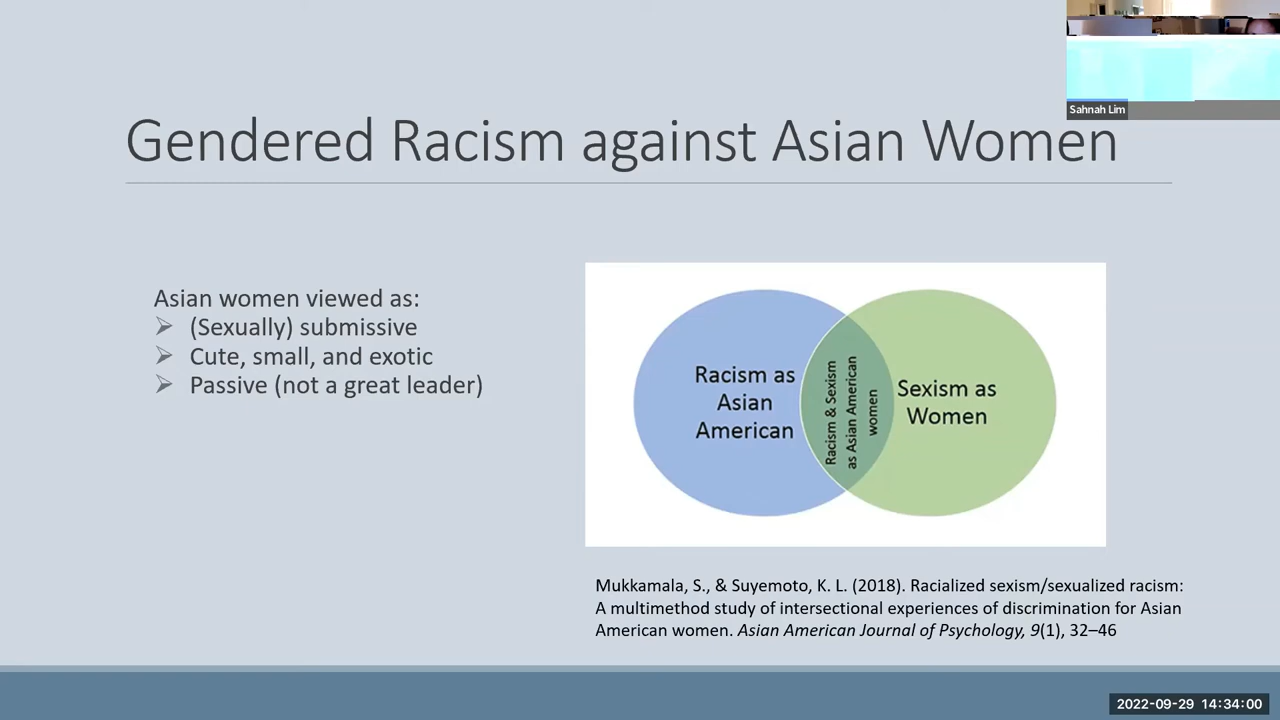 Sahnah Lim
Gendered Racism against Asian Women
Asian women viewed as:
➢ (Sexually) submissive
➢ Cute, small, and exotic
➢ Passive (not a great leader)
Racism as
Asian
American
Racism & Sexism
as Asian American
women
Sexism as
Women
Mukkamala, S., & Suyemoto, K. L. (2018). Racialized sexism/sexualized racism:
A multimethod study of intersectional experiences of discrimination for Asian
American women. Asian American Journal of Psychology, 9(1), 32–46
2022-09-29 14:34:00